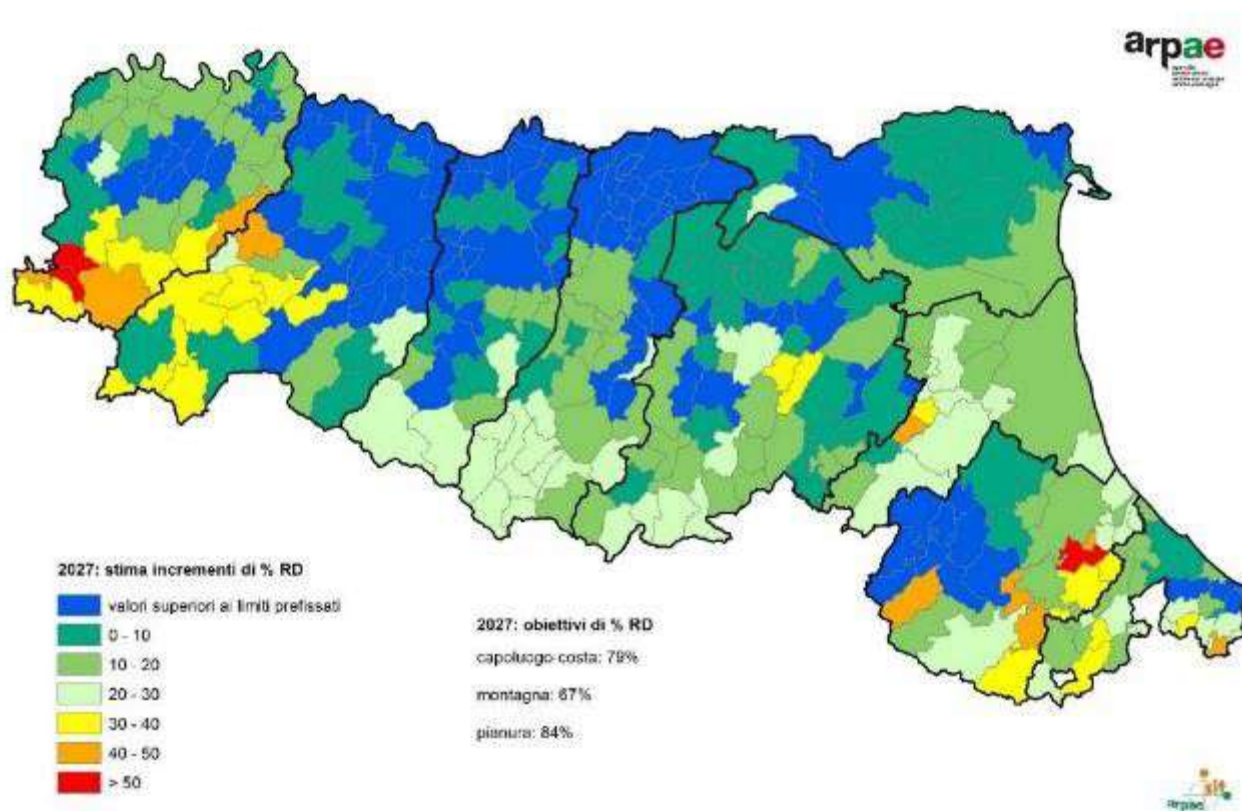 arpae
2027: stima incrementi di % RD
valori superiori ai limiti prefissati
0 - 10
10 - 20
20 - 30
30 - 40
40 - 50
> 50
2027: obiettivi di % RD
capoluogo-costa: 79%
montagna: 67%
pianura: 84%
arpae